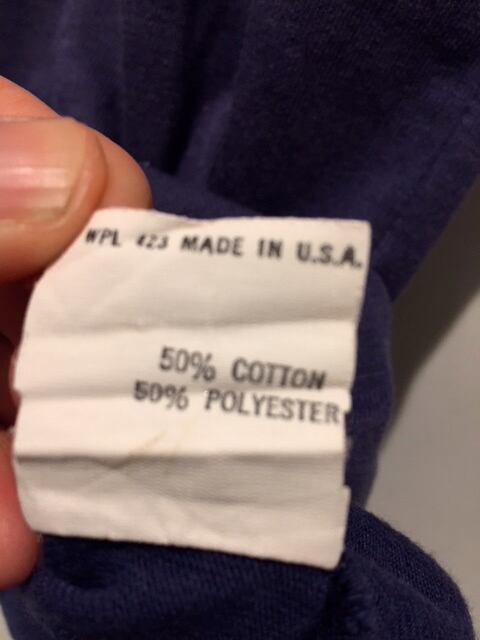 WPL 423 MADE IN U.S.A.
50% COTTON
50% POLYESTER